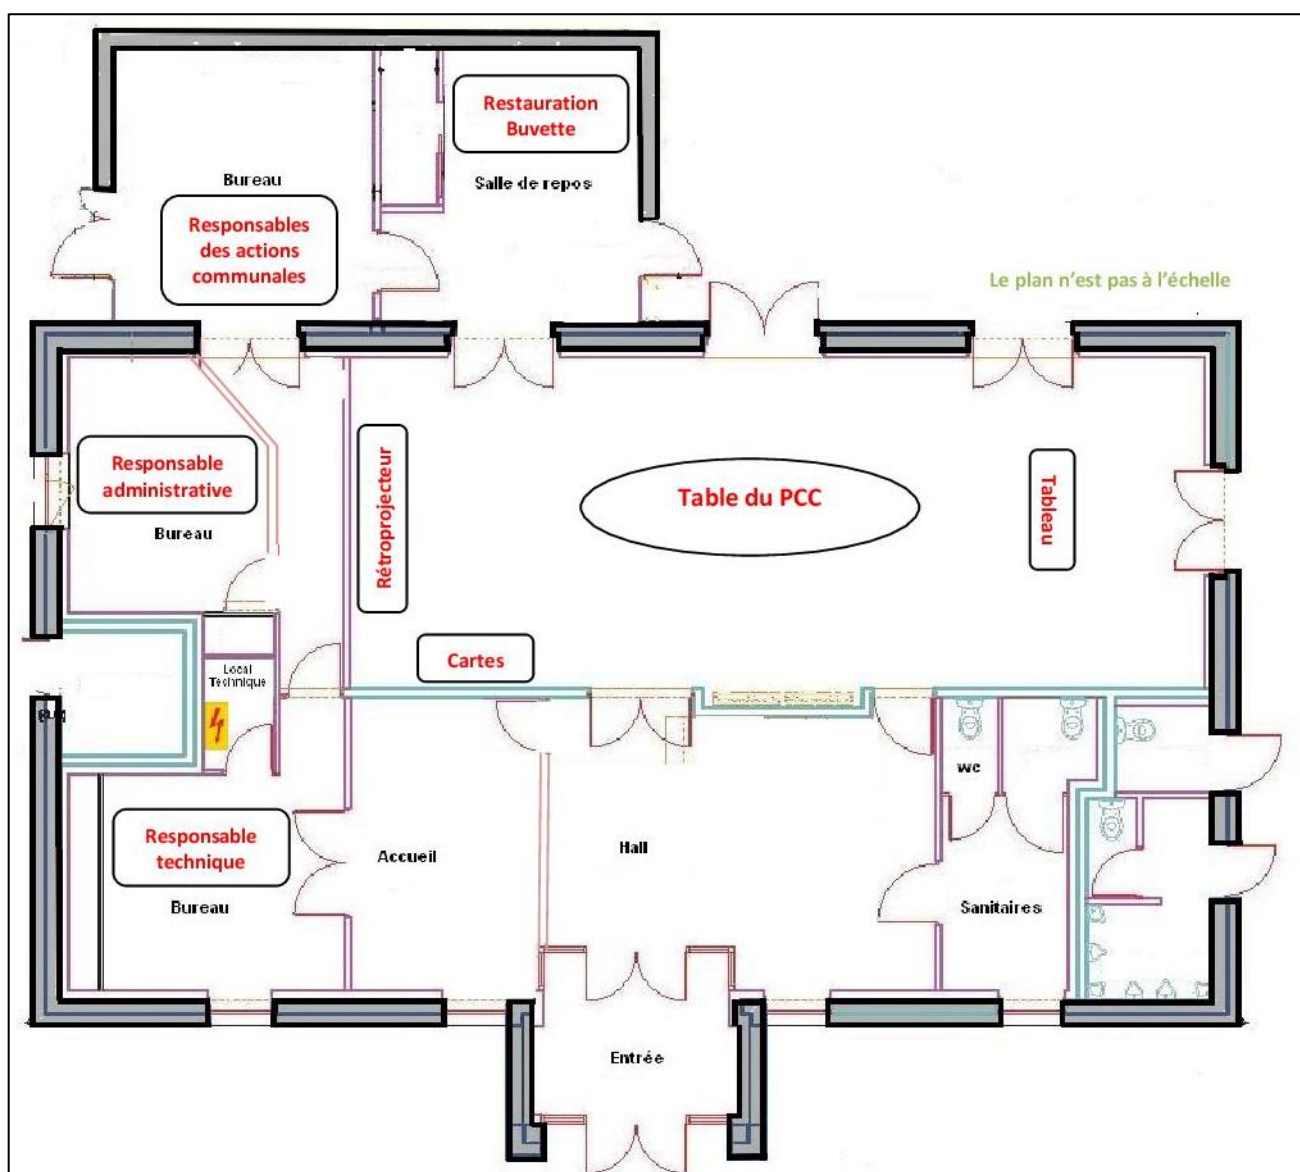 Restauration
Buvette
Bureau
Salle de repos
Responsables
des actions
communales
Le plan n'est pas à l'échelle
Responsable
administrative
Bureau
Rétroprojecteur
Table du PCC
Tableau
Cartes
Local
Technique
wc
Responsable
technique
Bureau
Accueil
Hall
Sanitaires
Entrée